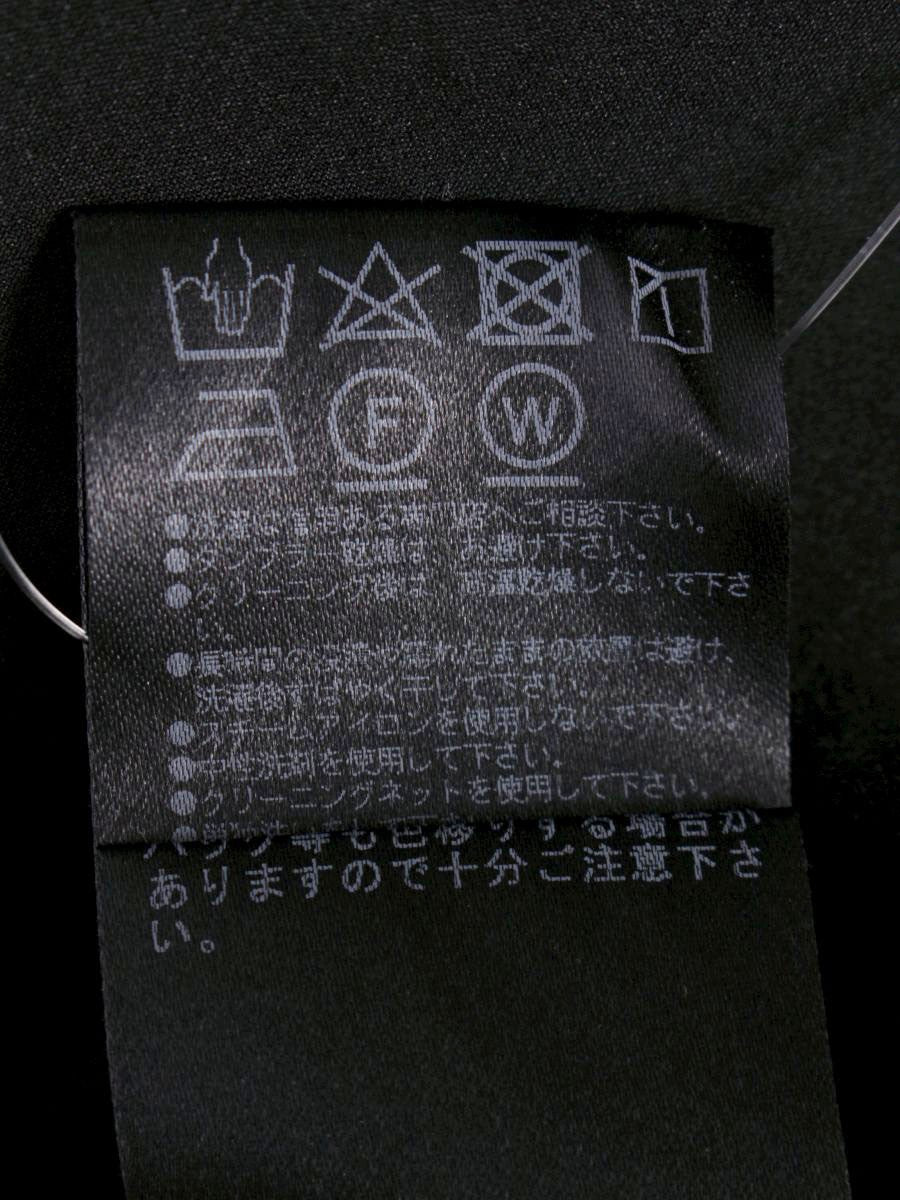 F W
●洗濯は信用ある専門店へご相談下さい。
●タンブラー乾燥は お避け下さい。
●クリーニング後は 高温乾燥しないで下さ
い。
●長時間の浸漬や濡れたままの放置は避け、
洗濯後すばやく干して下さい。
●スチームアイロンを使用しないで下さい。
●中性洗剤を使用して下さい。
●クリーニングネットを使用して下さい。
バッグ等も色移りする場合が
ありますので十分ご注意下さ
い。